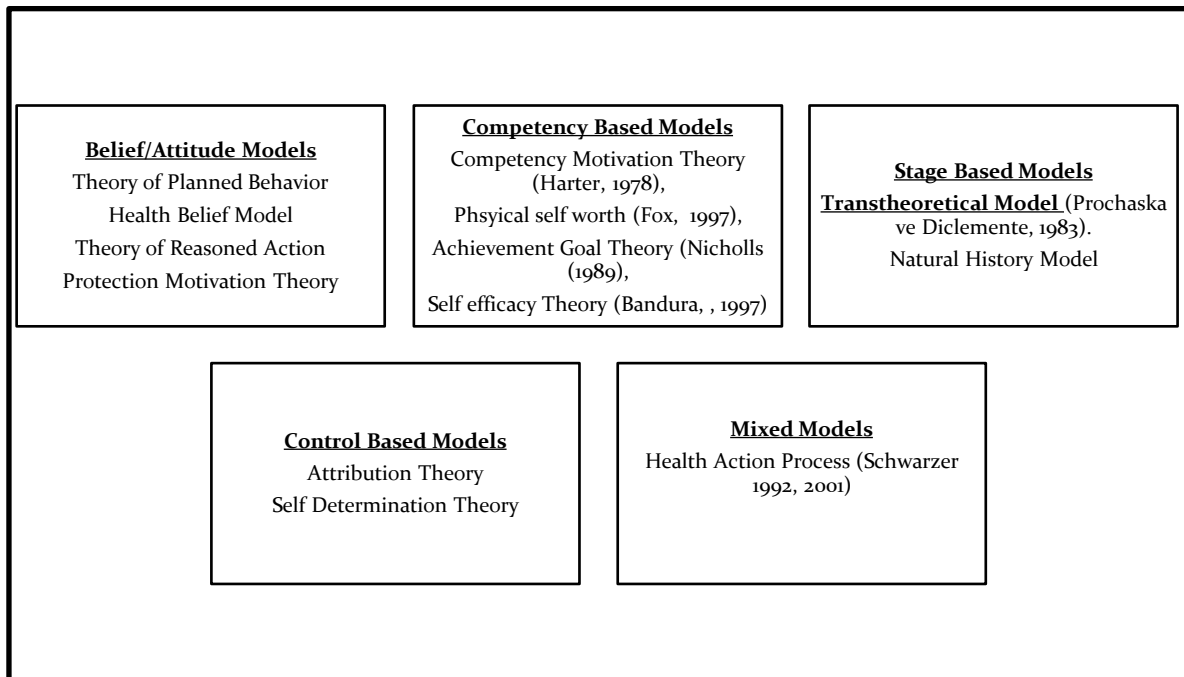 Belief/Attitude Models
Theory of Planned Behavior
Health Belief Model
Theory of Reasoned Action
Protection Motivation Theory
Competency Based Models
Competency Motivation Theory
(Harter, 1978),
Phsyical self worth (Fox, 1997),
Achievement Goal Theory (Nicholls
(1989),
Self efficacy Theory (Bandura, , 1997)
Stage Based Models
Transtheoretical Model (Prochaska
ve Diclemente, 1983).
Natural History Model
Control Based Models
Attribution Theory
Self Determination Theory
Mixed Models
Health Action Process (Schwarzer
1992, 2001)